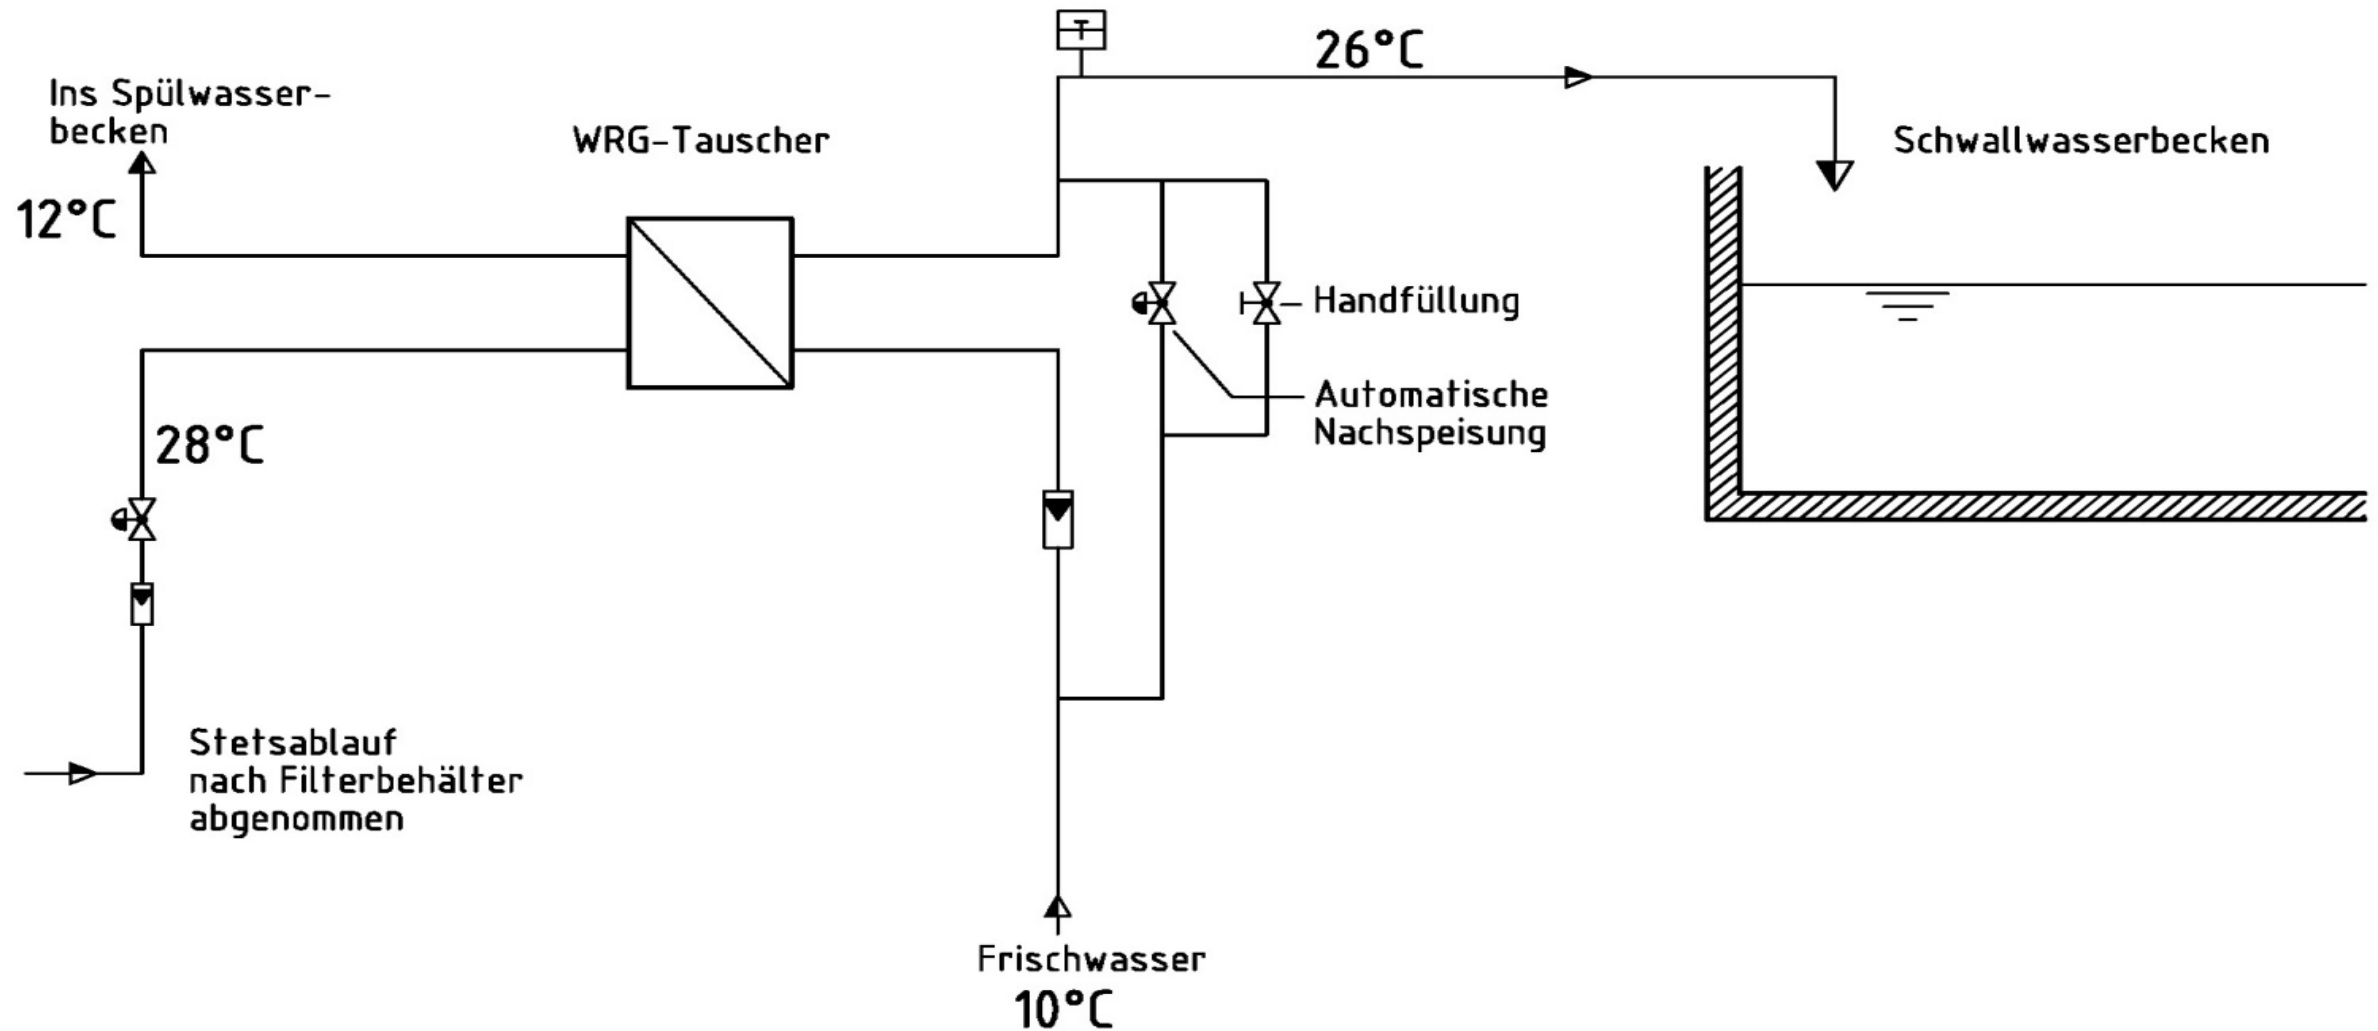 T
26°C
Ins Spülwasser-
becken
WRG-Tauscher
Schwallwasserbecken
12°C
Handfüllung
Automatische
Nachspeisung
28°C
Stetsablauf
nach Filterbehälter
abgenommen
Frischwasser
10°C